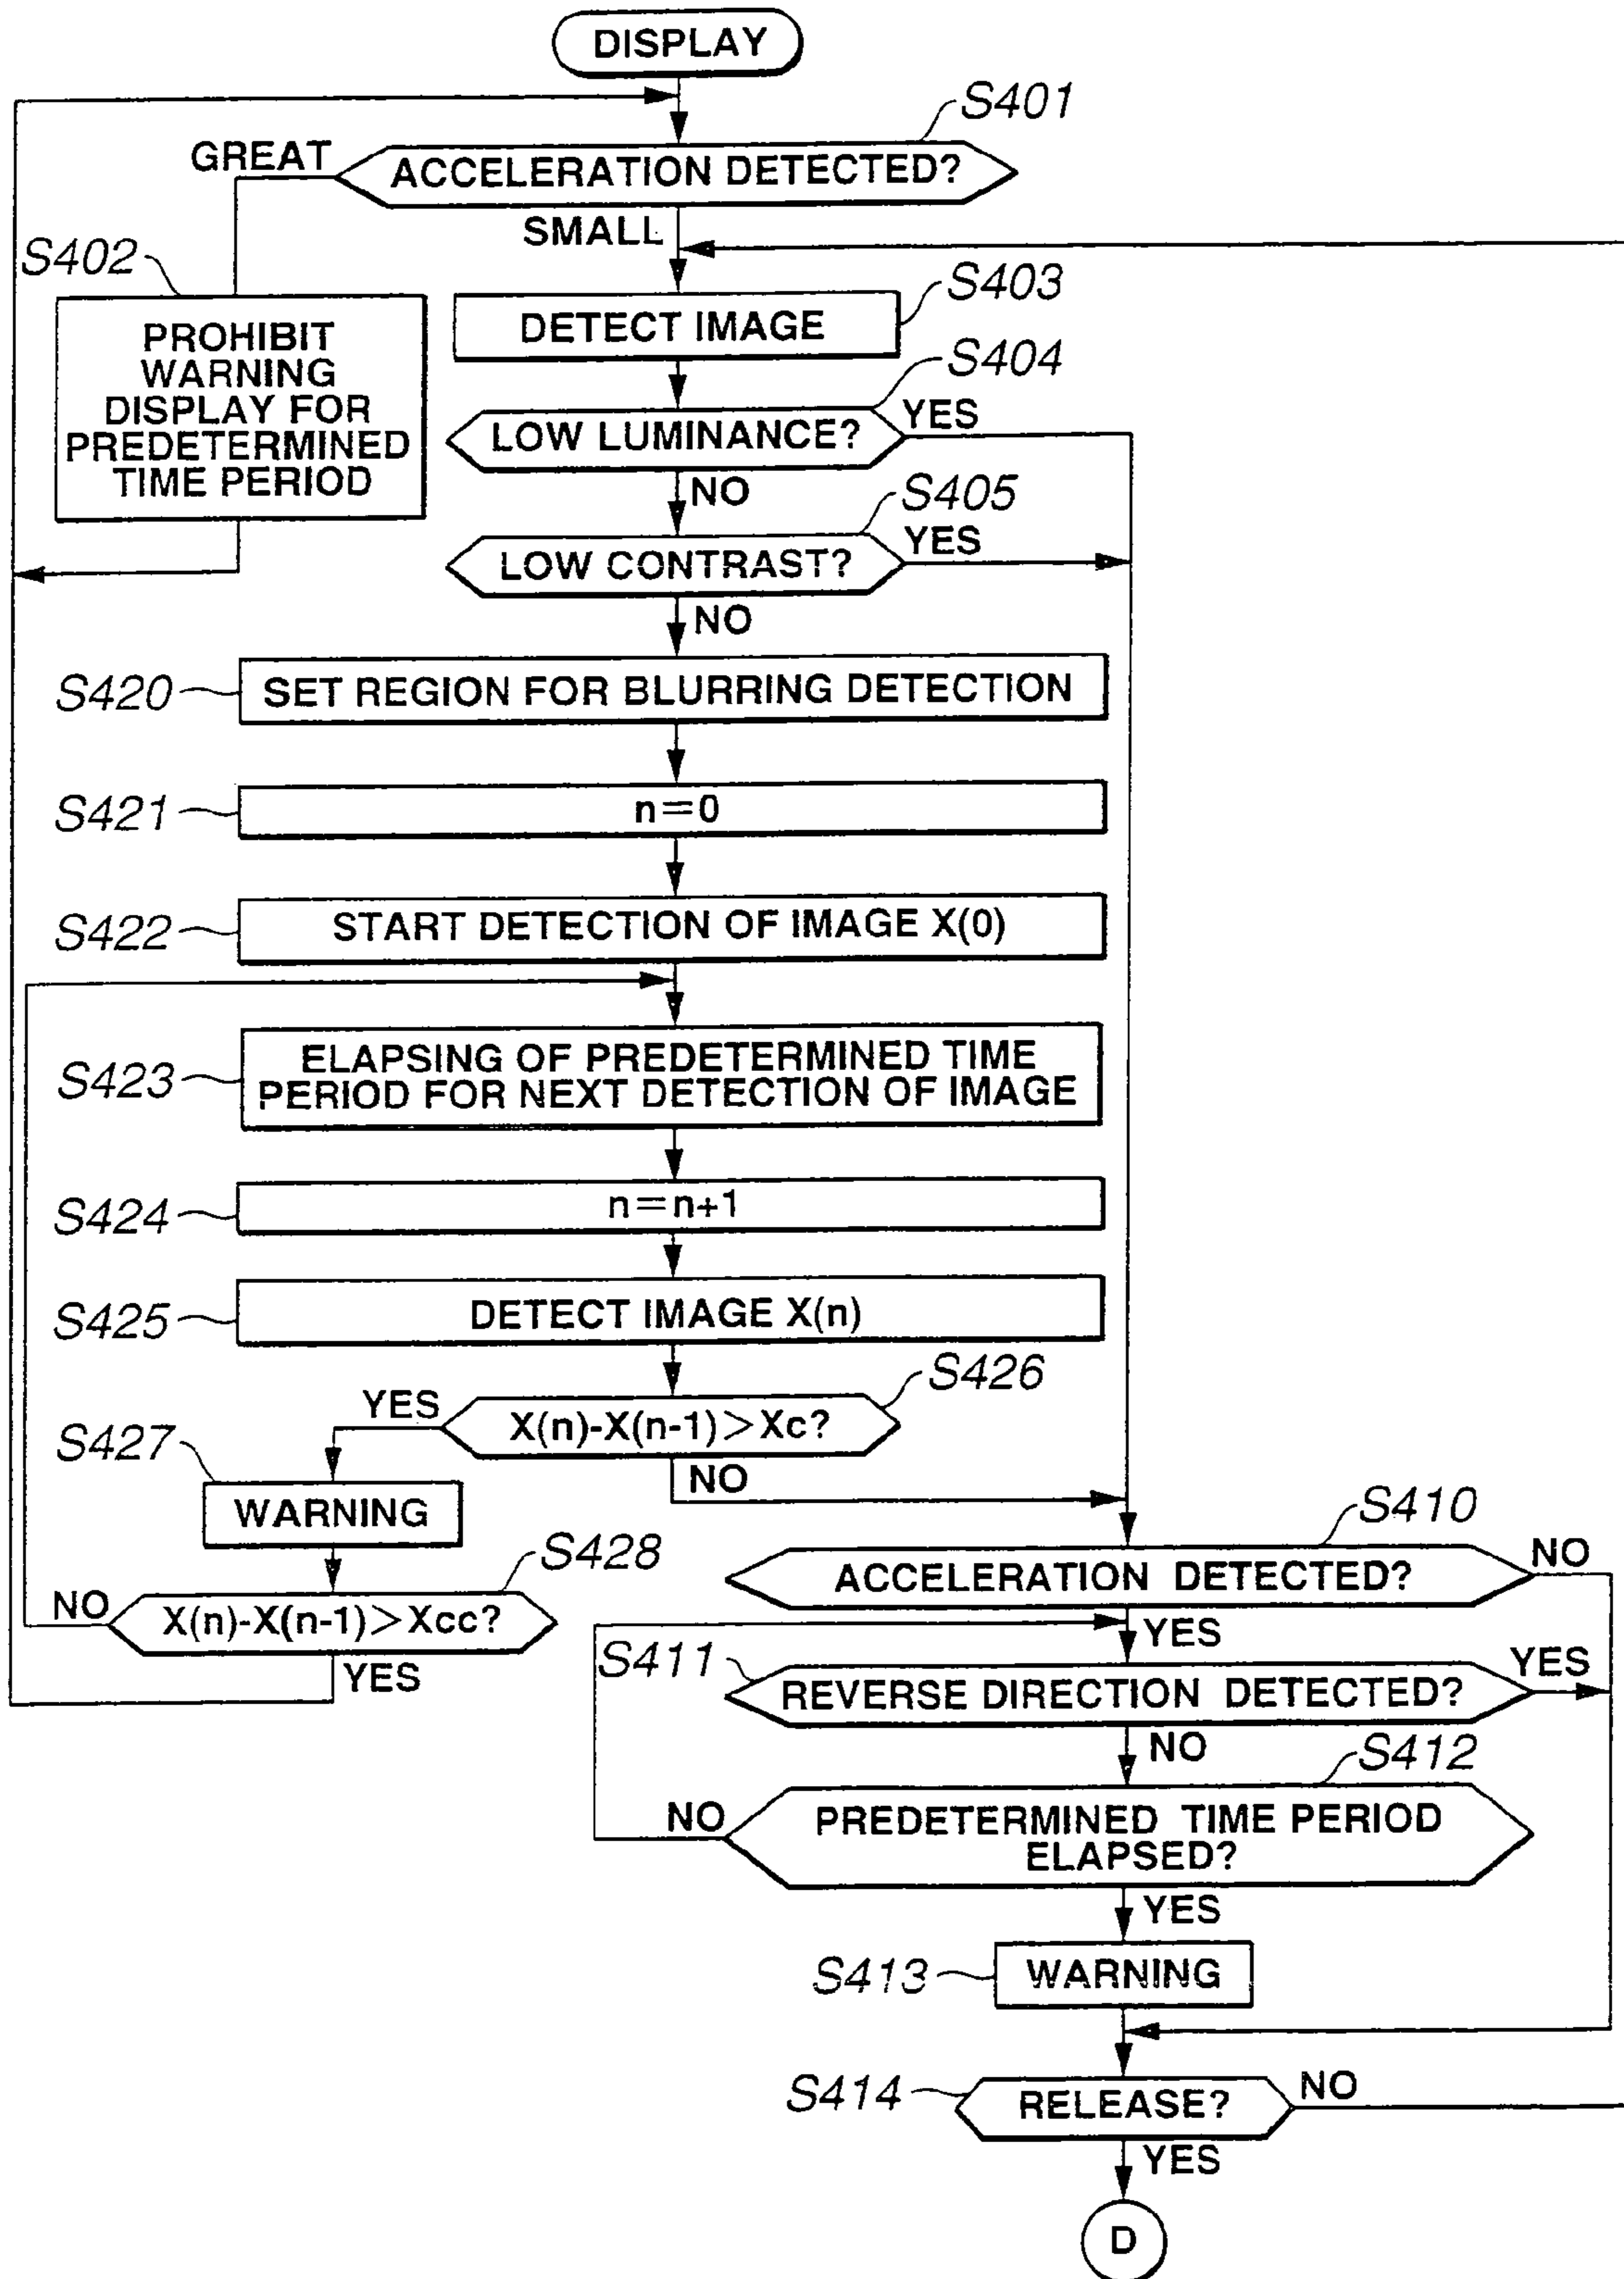 DISPLAY
S401
GREAT
ACCELERATION DETECTED?
SMALL
S402
PROHIBIT
WARNING
DISPLAY FOR
PREDETERMINED
TIME PERIOD
S403
DETECT IMAGE
S404
LOW LUMINANCE?
YES
NO
S405
LOW CONTRAST?
YES
NO
S420
SET REGION FOR BLURRING DETECTION
S421
n=0
S422
START DETECTION OF IMAGE X(0)
S423
ELAPSING OF PREDETERMINED TIME
PERIOD FOR NEXT DETECTION OF IMAGE
S424
n=n+1
S425
DETECT IMAGE X(n)
S426
YES
X(n)-X(n-1)>Xc?
NO
S427
WARNING
S428
NO
X(n)-X(n-1)>Xcc?
YES
S410
ACCELERATION DETECTED?
NO
YES
S411
REVERSE DIRECTION DETECTED?
YES
NO
S412
NO
PREDETERMINED TIME PERIOD
ELAPSED?
YES
S413
WARNING
S414
RELEASE?
NO
YES
D